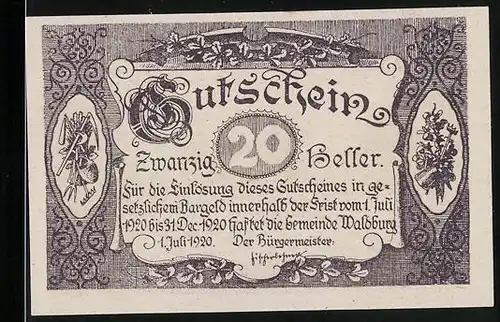 Gutschein
20
Zwanzig Heller.
Für die Einlösung dieses Gutscheines in ge=
setzlichem Bargeld innerhalb der Frist vom 1. Juli
1920 bis 31. Dez. 1920 haftet die Gemeinde Waldburg
1. Juli 1920. Der Bürgermeister: